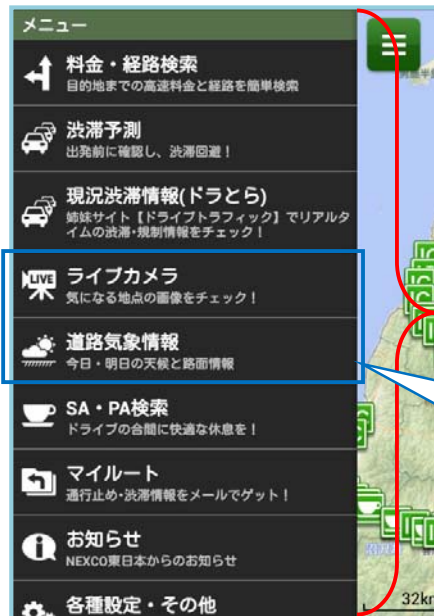 メニュー
料金・経路検索
目的地までの高速料金と経路を簡単検索
渋滞予測
出発前に確認し、渋滞回避！
現況渋滞情報(ドラとら)
姉妹サイト【ドライブトラフィック】でリアルタ
イムの渋滞・規制情報をチェック！
LIVE
ライブカメラ
気になる地点の画像をチェック！
道路気象情報
今日・明日の天候と路面情報
SA・PA検索
ドライブの合間に快適な休息を！
マイルート
通行止め・渋滞情報をメールでゲット！
お知らせ
NEXCO東日本からのお知らせ
各種設定・その他
32km